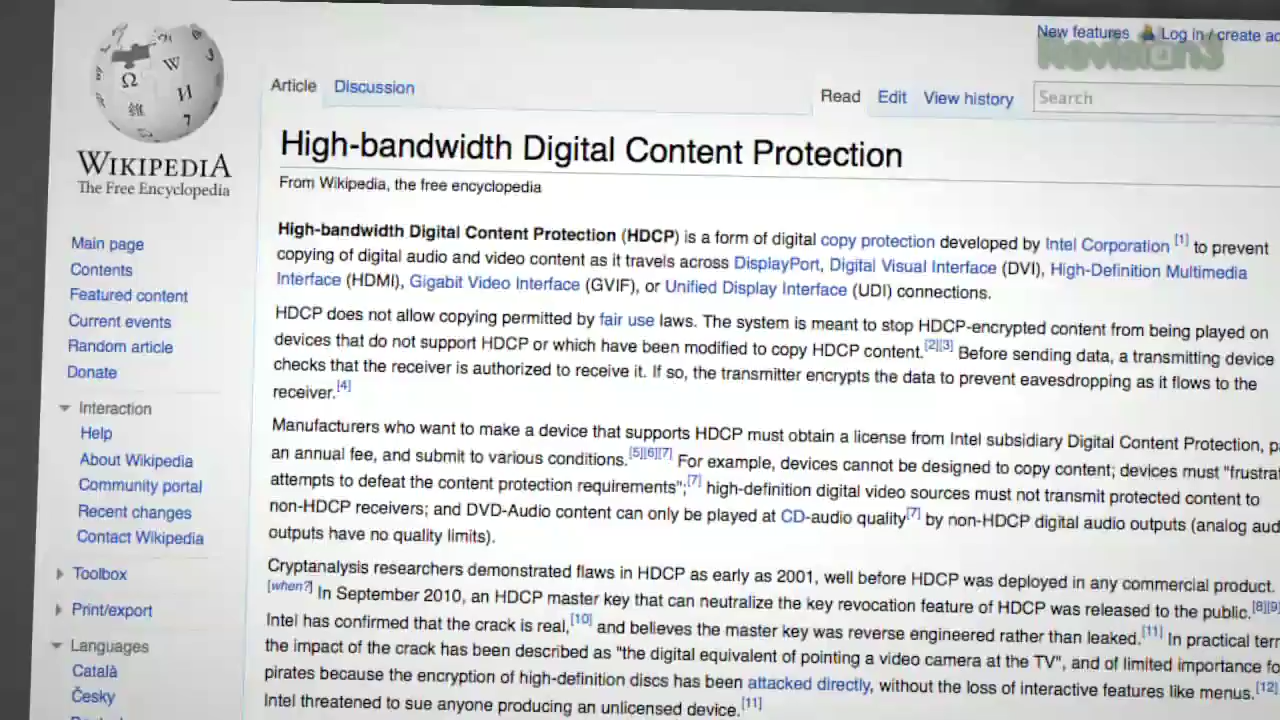 New features Log in / create
Revision3
Article Discussion Read Edit View history Search
WIKIPEDIA
The Free Encyclopedia
High-bandwidth Digital Content Protection
From Wikipedia, the free encyclopedia
Main page
Contents
Featured content
Current events
Random article
Donate
Interaction
Help
About Wikipedia
Community portal
Recent changes
Contact Wikipedia
Toolbox
Print/export
Languages
Català
Česky
High-bandwidth Digital Content Protection (HDCP) is a form of digital copy protection developed by Intel Corporation [1] to prevent
copying of digital audio and video content as it travels across DisplayPort, Digital Visual Interface (DVI), High-Definition Multimedia
Interface (HDMI), Gigabit Video Interface (GVIF), or Unified Display Interface (UDI) connections.
HDCP does not allow copying permitted by fair use laws. The system is meant to stop HDCP-encrypted content from being played on
devices that do not support HDCP or which have been modified to copy HDCP content.[2][3] Before sending data, a transmitting device
checks that the receiver is authorized to receive it. If so, the transmitter encrypts the data to prevent eavesdropping as it flows to the
receiver.[4]
Manufacturers who want to make a device that supports HDCP must obtain a license from Intel subsidiary Digital Content Protection,
an annual fee, and submit to various conditions.[5][6][7] For example, devices cannot be designed to copy content; devices must "frustrat
attempts to defeat the content protection requirements";[7] high-definition digital video sources must not transmit protected content to
non-HDCP receivers; and DVD-Audio content can only be played at CD-audio quality[7] by non-HDCP digital audio outputs (analog aud
outputs have no quality limits).
Cryptanalysis researchers demonstrated flaws in HDCP as early as 2001, well before HDCP was deployed in any commercial product.
[when?] In September 2010, an HDCP master key that can neutralize the key revocation feature of HDCP was released to the public.[8][9]
Intel has confirmed that the crack is real,[10] and believes the master key was reverse engineered rather than leaked.[11] In practical tern
the impact of the crack has been described as "the digital equivalent of pointing a video camera at the TV", and of limited importance fo
pirates because the encryption of high-definition discs has been attacked directly, without the loss of interactive features like menus.[12]
Intel threatened to sue anyone producing an unlicensed device.[11]